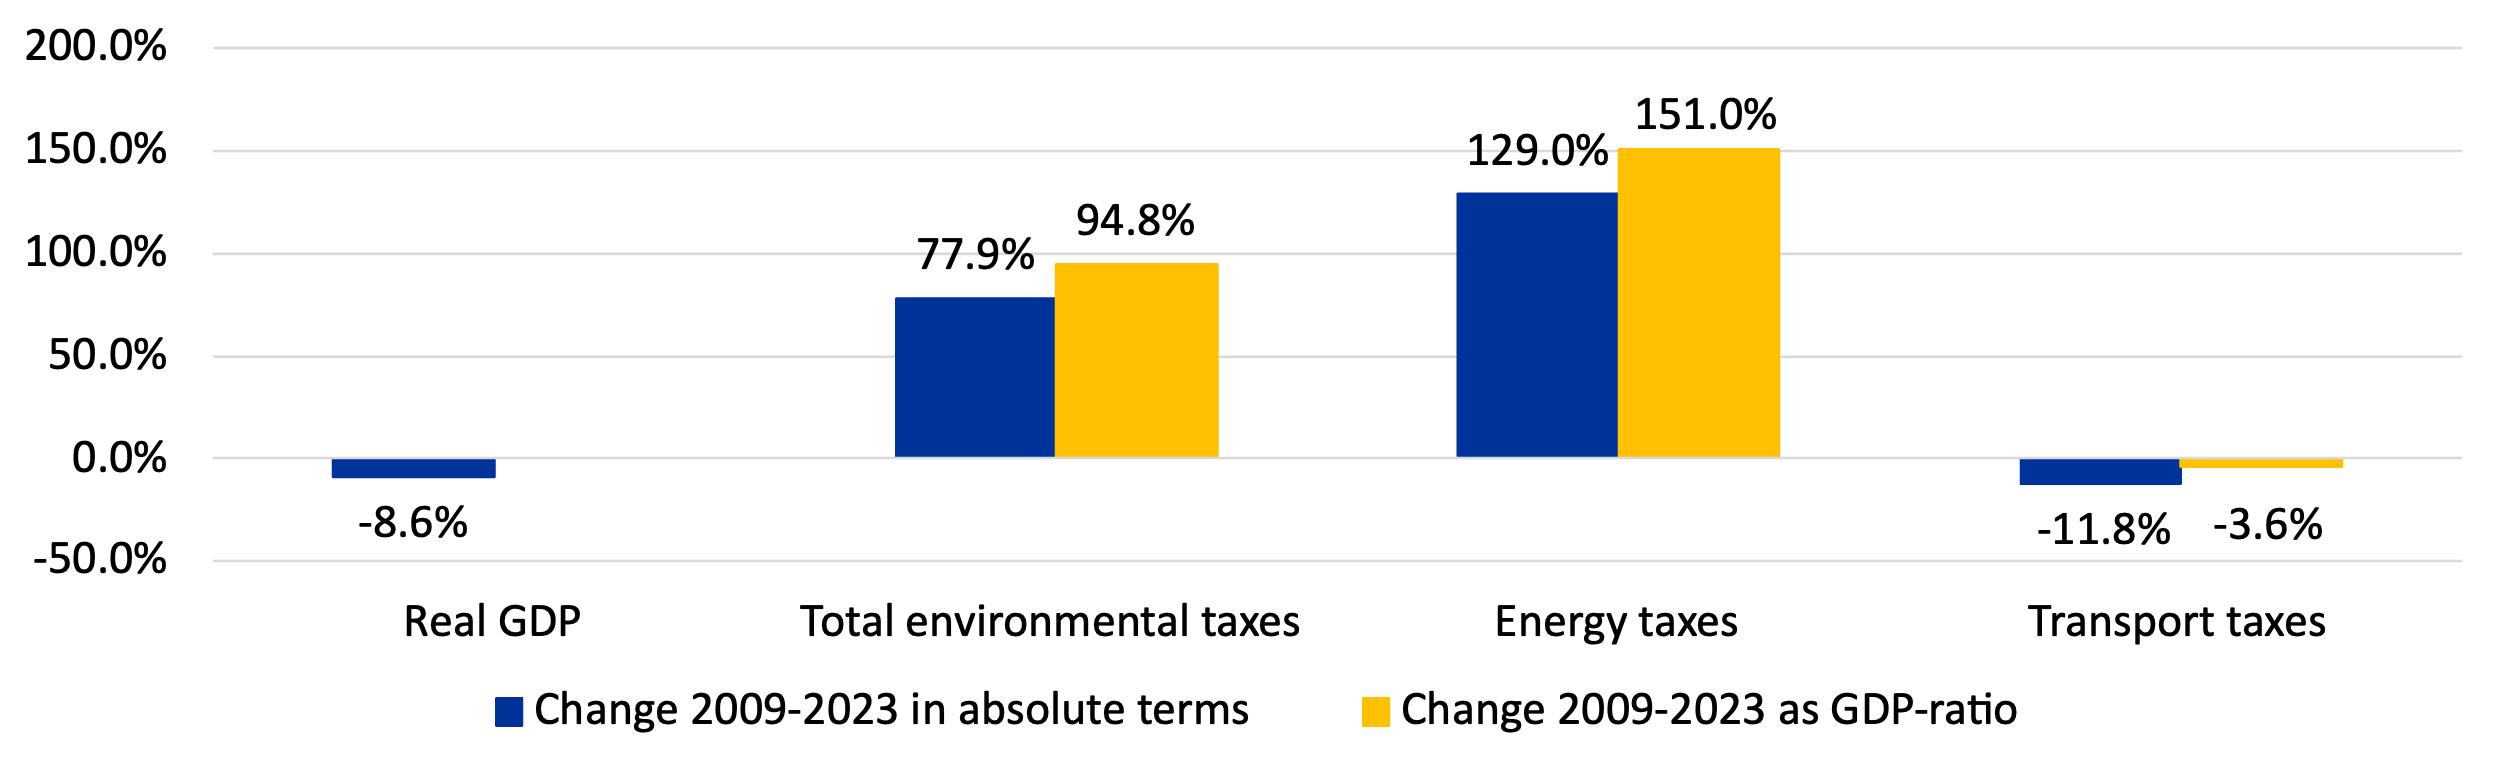 200.0%
150.0%
100.0%
50.0%
0.0%
-50.0%
-8.6%
77.9%
94.8%
129.0%
151.0%
-11.8%
-3.6%
Real GDP
Total environmental taxes
Energy taxes
Transport taxes
Change 2009-2023 in absolute terms
Change 2009-2023 as GDP-ratio